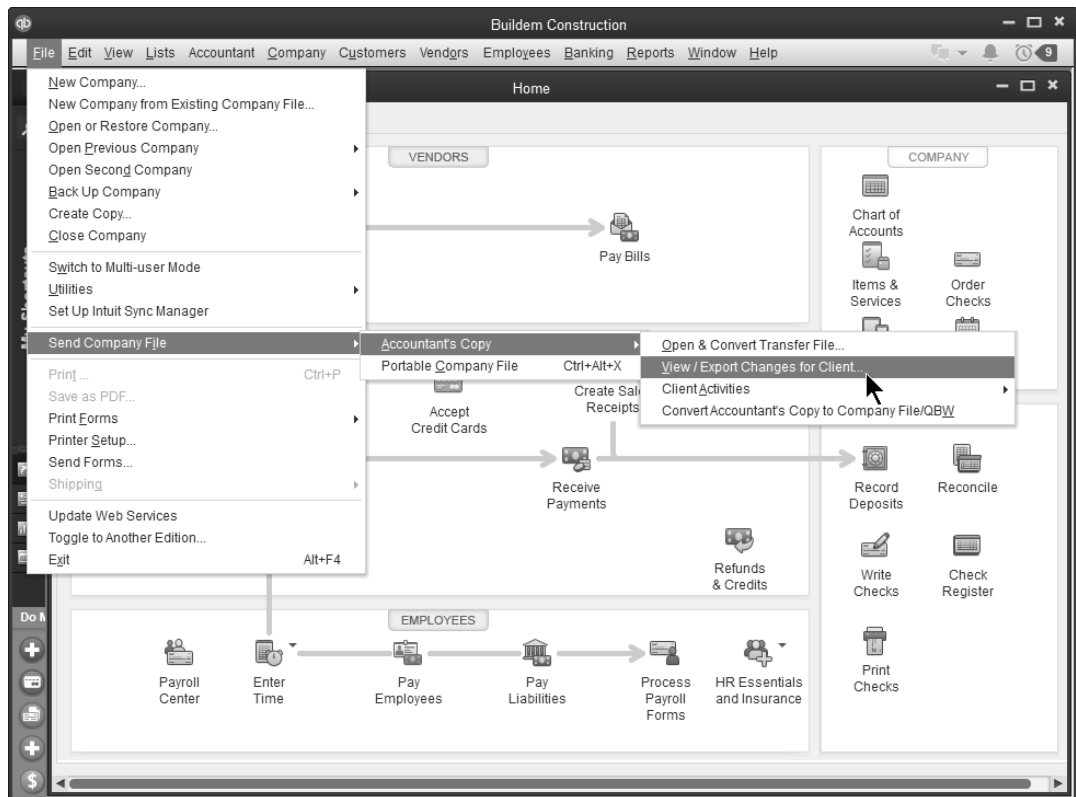 qb
Buildem Construction
File Edit View Lists Accountant Company Customers Vendors Employees Banking Reports Window Help
9
Home
New Company...
New Company from Existing Company File...
Open or Restore Company...
Open Previous Company
Open Second Company
Back Up Company
Create Copy...
Close Company
Switch to Multi-user Mode
Utilities
Set Up Intuit Sync Manager
Send Company File
Print ... Ctrl+P
Save as PDF...
Print Forms
Printer Setup...
Send Forms...
Shipping
Update Web Services
Toggle to Another Edition...
Exit Alt+F4
Accountant's Copy
Portable Company File Ctrl+Alt+X
Open & Convert Transfer File...
View / Export Changes for Client...
Client Activities
Convert Accountant's Copy to Company File/QBW
VENDORS
Pay Bills
COMPANY
Chart of
Accounts
Items &
Services
Order
Checks
Accept
Credit Cards
Create Sal
Receipts
Receive
Payments
Refunds
& Credits
Record
Deposits
Reconcile
Write
Checks
Check
Register
Print
Checks
EMPLOYEES
Payroll
Center
Enter
Time
Pay
Employees
Pay
Liabilities
Process
Payroll
Forms
HR Essentials
and Insurance
Do M